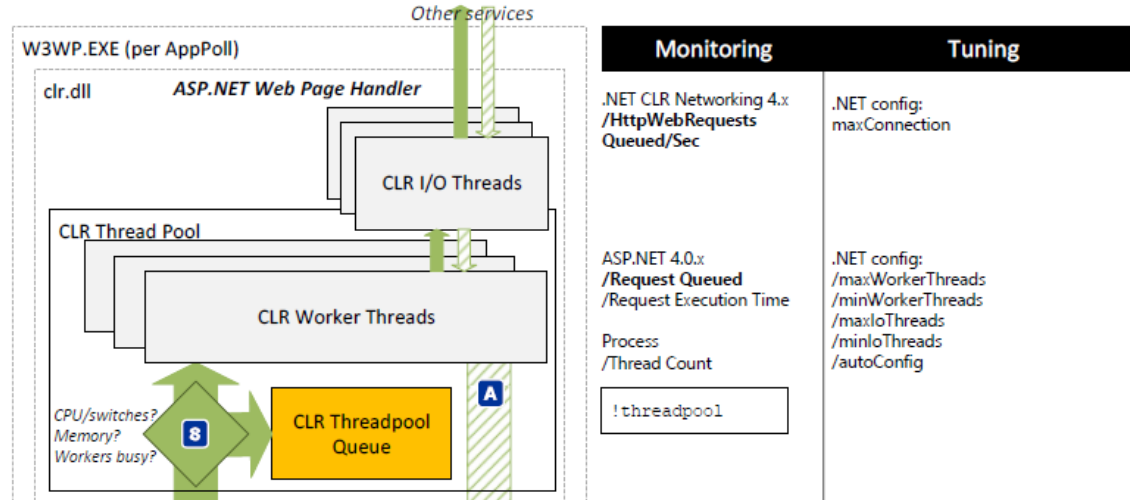 Other services
W3WP.EXE (per AppPoll)
clr.dll
ASP.NET Web Page Handler
CLR I/O Threads
CLR Thread Pool
CLR Worker Threads
CPU/switches?
Memory?
Workers busy?
8
CLR Threadpool
Queue
A
Monitoring
Tuning
.NET CLR Networking 4.x
/HttpWebRequests
Queued/Sec
.NET config:
maxConnection
ASP.NET 4.0.x
/Request Queued
/Request Execution Time
Process
/Thread Count
!threadpool
.NET config:
/maxWorkerThreads
/minWorkerThreads
/maxIoThreads
/minIoThreads
/autoConfig